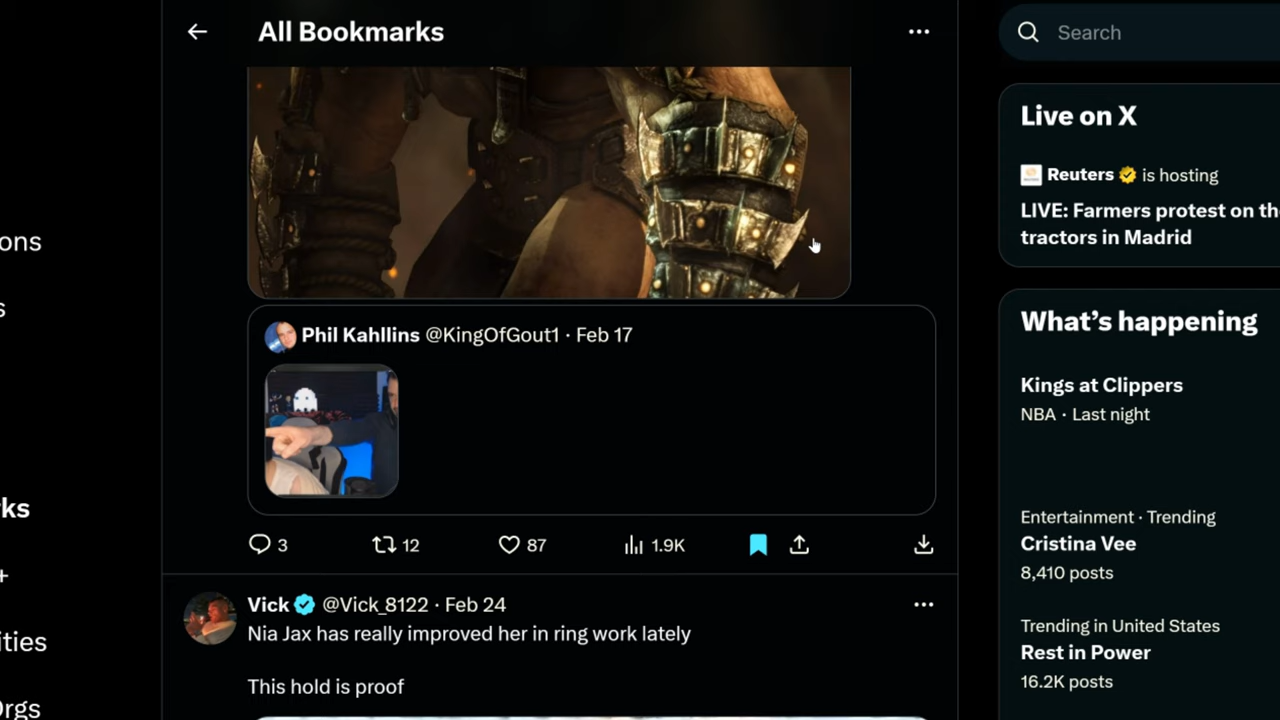 All Bookmarks
Search
Live on X
Reuters is hosting
LIVE: Farmers protest on th
tractors in Madrid
ons
s
Phil Kahllins @KingOfGout1 · Feb 17
What's happening
Kings at Clippers
NBA · Last night
rks
Entertainment · Trending
Cristina Vee
8,410 posts
3
12
87
1.9K
+
Vick @Vick_8122 · Feb 24
Nia Jax has really improved her in ring work lately
This hold is proof
Trending in United States
Rest in Power
16.2K posts
ities
Orgs